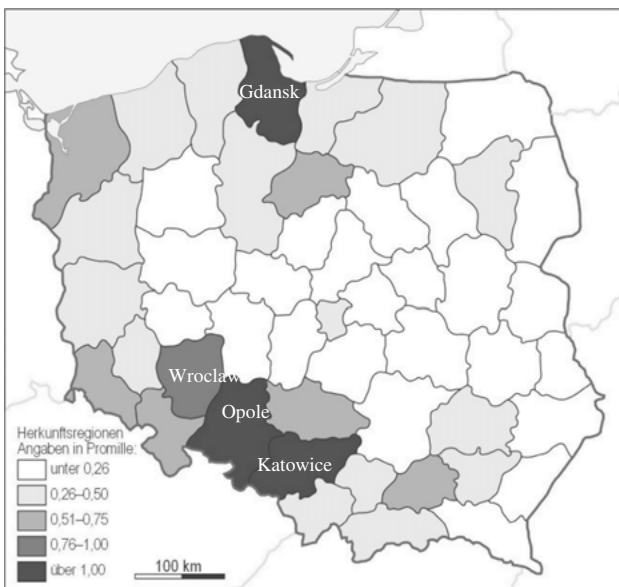 Gdansk
Wroclaw
Opole
Katowice
Herkunftsregionen
Angaben in Promille:
unter 0,26
0,26–0,50
0,51–0,75
0,76–1,00
über 1,00
100 km